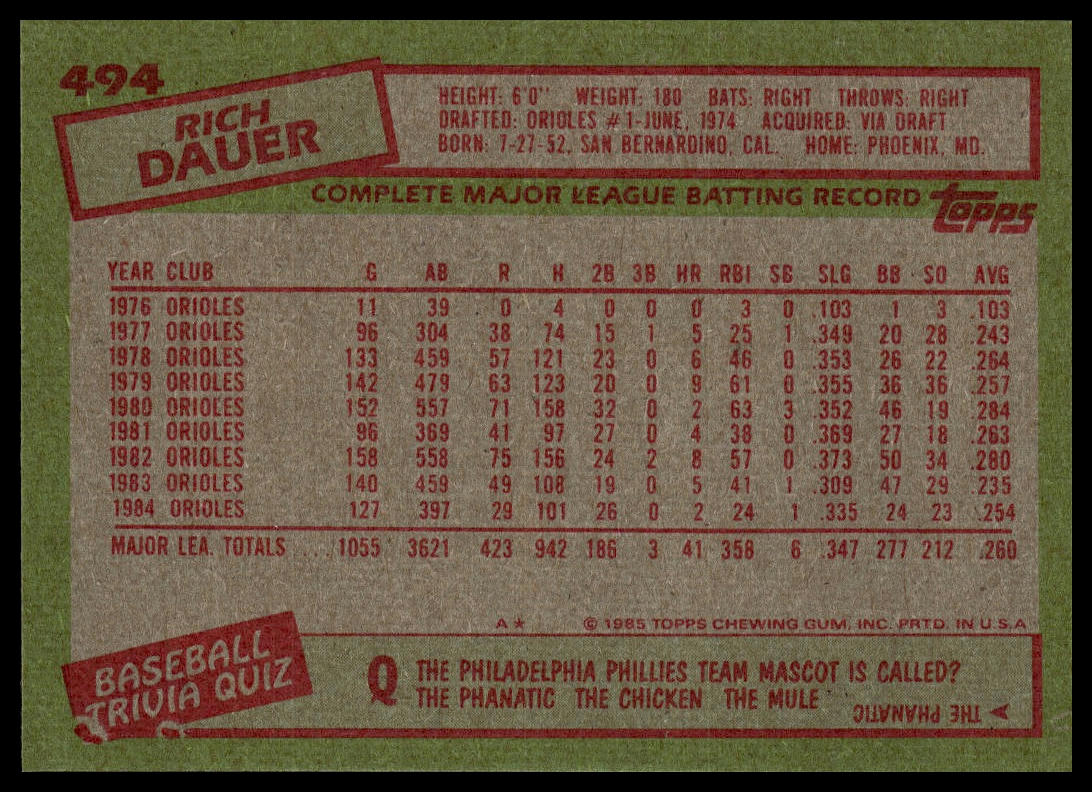 494
RICH
DAUER
HEIGHT: 6'0" WEIGHT: 180 BATS: RIGHT THROWS: RIGHT
DRAFTED: ORIOLES #1-JUNE, 1974 ACQUIRED: VIA DRAFT
BORN: 7-27-52, SAN BERNARDINO, CAL. HOME: PHOENIX, MD.
COMPLETE MAJOR LEAGUE BATTING RECORD topps
YEAR CLUB G AB R H 2B 3B HR RBI SB SLG BB SO AVG
1976 ORIOLES 11 39 0 4 0 0 0 3 0 .103 1 3 .103
1977 ORIOLES 96 304 38 74 15 1 5 25 1 .349 20 28 .243
1978 ORIOLES 133 459 57 121 23 0 6 46 0 .353 26 22 .264
1979 ORIOLES 142 479 63 123 20 0 9 61 0 .355 36 36 .257
1980 ORIOLES 152 557 71 158 32 0 2 63 3 .352 46 19 .284
1981 ORIOLES 96 369 41 97 27 0 4 38 0 .369 27 18 .263
1982 ORIOLES 158 558 75 156 24 2 8 57 0 .373 50 34 .280
1983 ORIOLES 140 459 49 108 19 0 5 41 1 .309 47 29 .235
1984 ORIOLES 127 397 29 101 26 0 2 24 1 .335 24 23 .254
MAJOR LEA. TOTALS .... 1055 3621 423 942 186 3 41 358 6 .347 277 212 .260
A* © 1985 TOPPS CHEWING GUM, INC. PRTD. IN U.S.A
BASEBALL
TRIVIA QUIZ
Q THE PHILADELPHIA PHILLIES TEAM MASCOT IS CALLED?
THE PHANATIC THE CHICKEN THE MULE
A THE PHANATIC